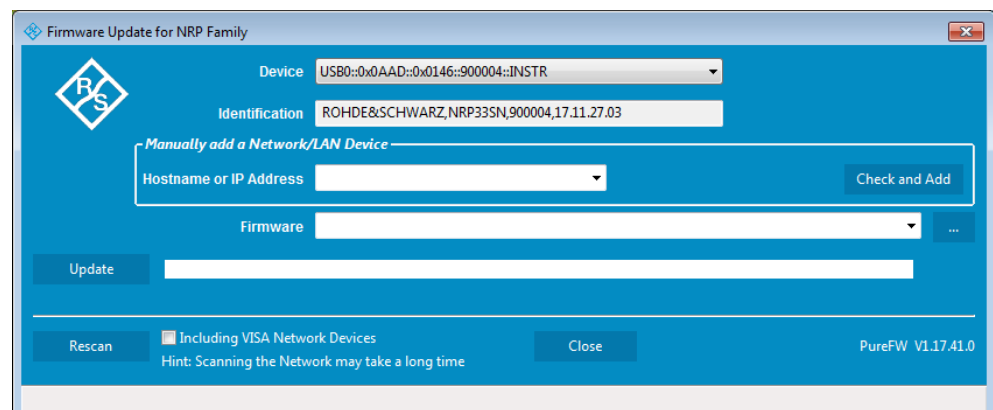 Firmware Update for NRP Family
R&S
Device USB0::0x0AAD::0x0146::900004::INSTR
Identification ROHDE&SCHWARZ,NRP33SN,900004,17.11.27.03
Manually add a Network/LAN Device
Hostname or IP Address Check and Add
Firmware ...
Update
Rescan Including VISA Network Devices Close PureFW V1.17.41.0
Hint: Scanning the Network may take a long time